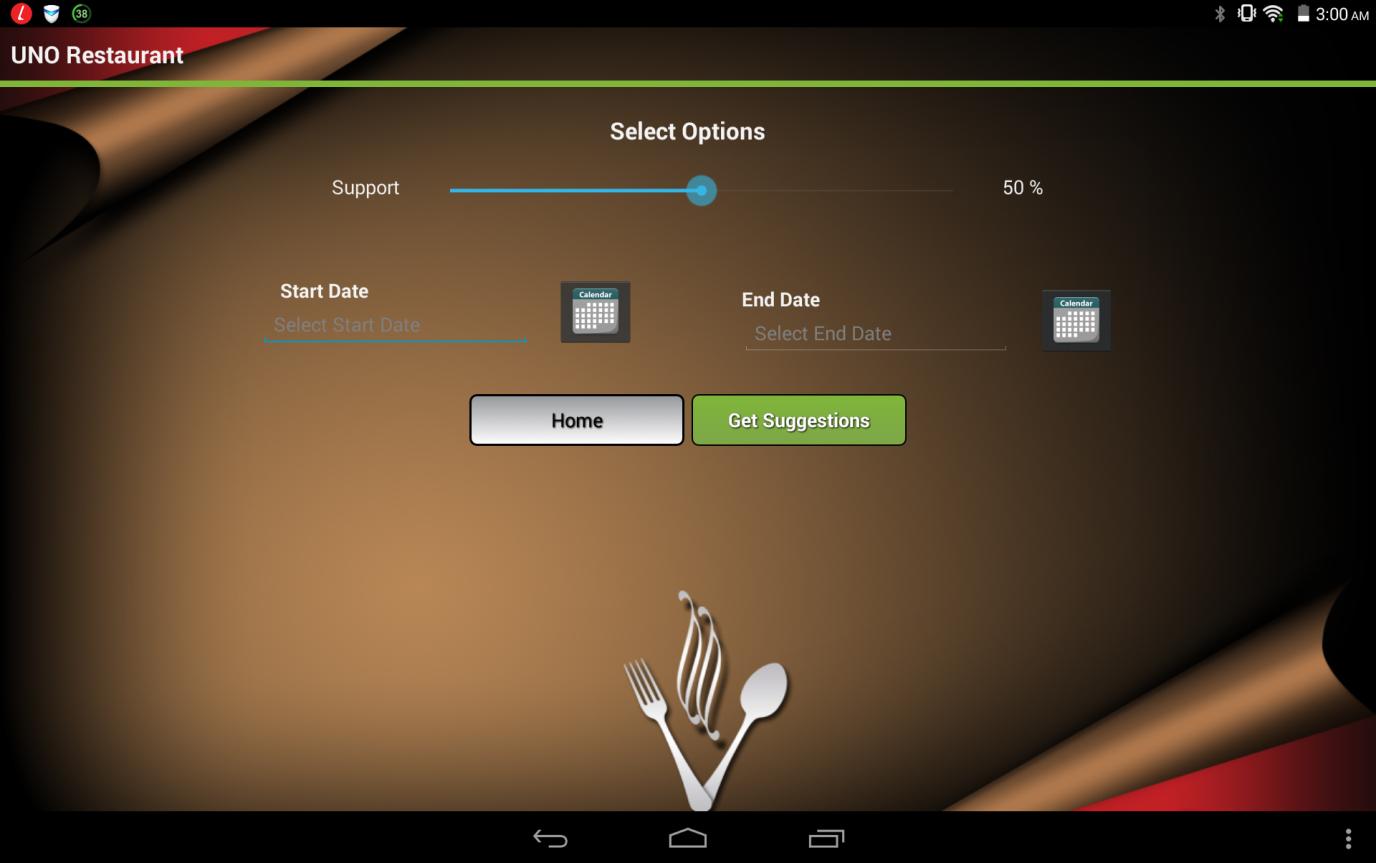 38
3:00 AM
UNO Restaurant
Select Options
Support
50 %
Start Date
Calendar
Select Start Date
End Date
Calendar
Select End Date
Home
Get Suggestions